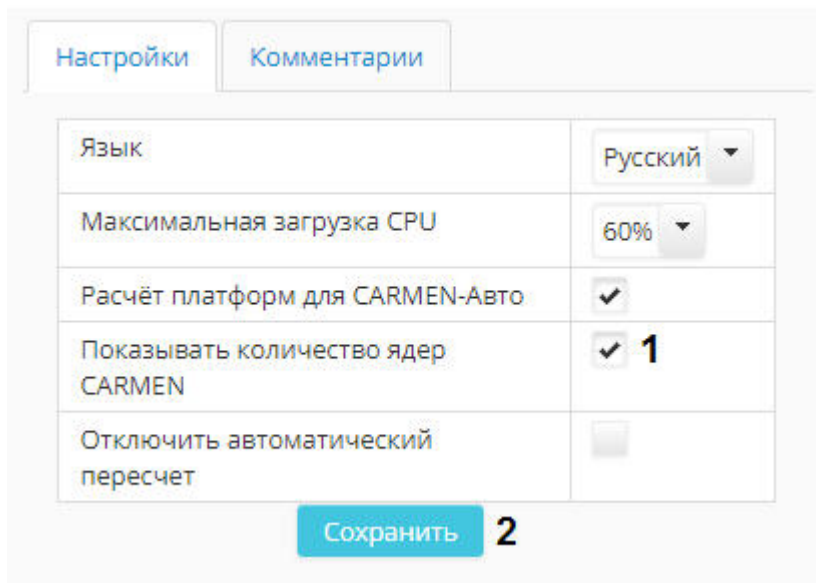 Настройки
Комментарии
Язык
Русский
Максимальная загрузка CPU
60%
Расчёт платформ для CARMEN-Авто
Показывать количество ядер
CARMEN
1
Отключить автоматический
пересчет
Сохранить
2